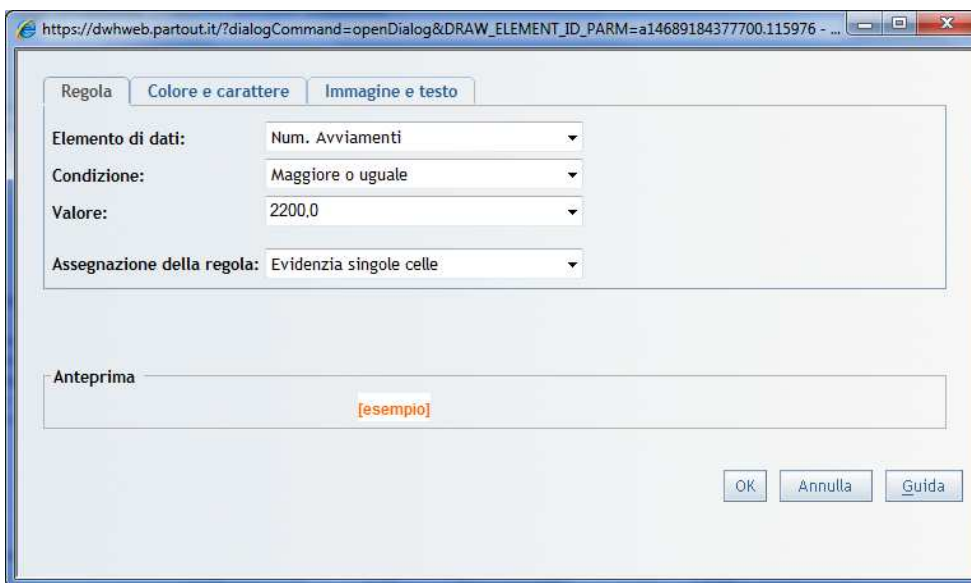 https://dwhweb.partout.it/?dialogCommand=openDialog&DRAW_ELEMENT_ID_PARM=a14689184377700.115976 - ...
Regola Colore e carattere Immagine e testo
Elemento di dati: Num. Avviamenti
Condizione: Maggiore o uguale
Valore: 2200,0
Assegnazione della regola: Evidenzia singole celle
Anteprima
[esempio]
OK Annulla Guida